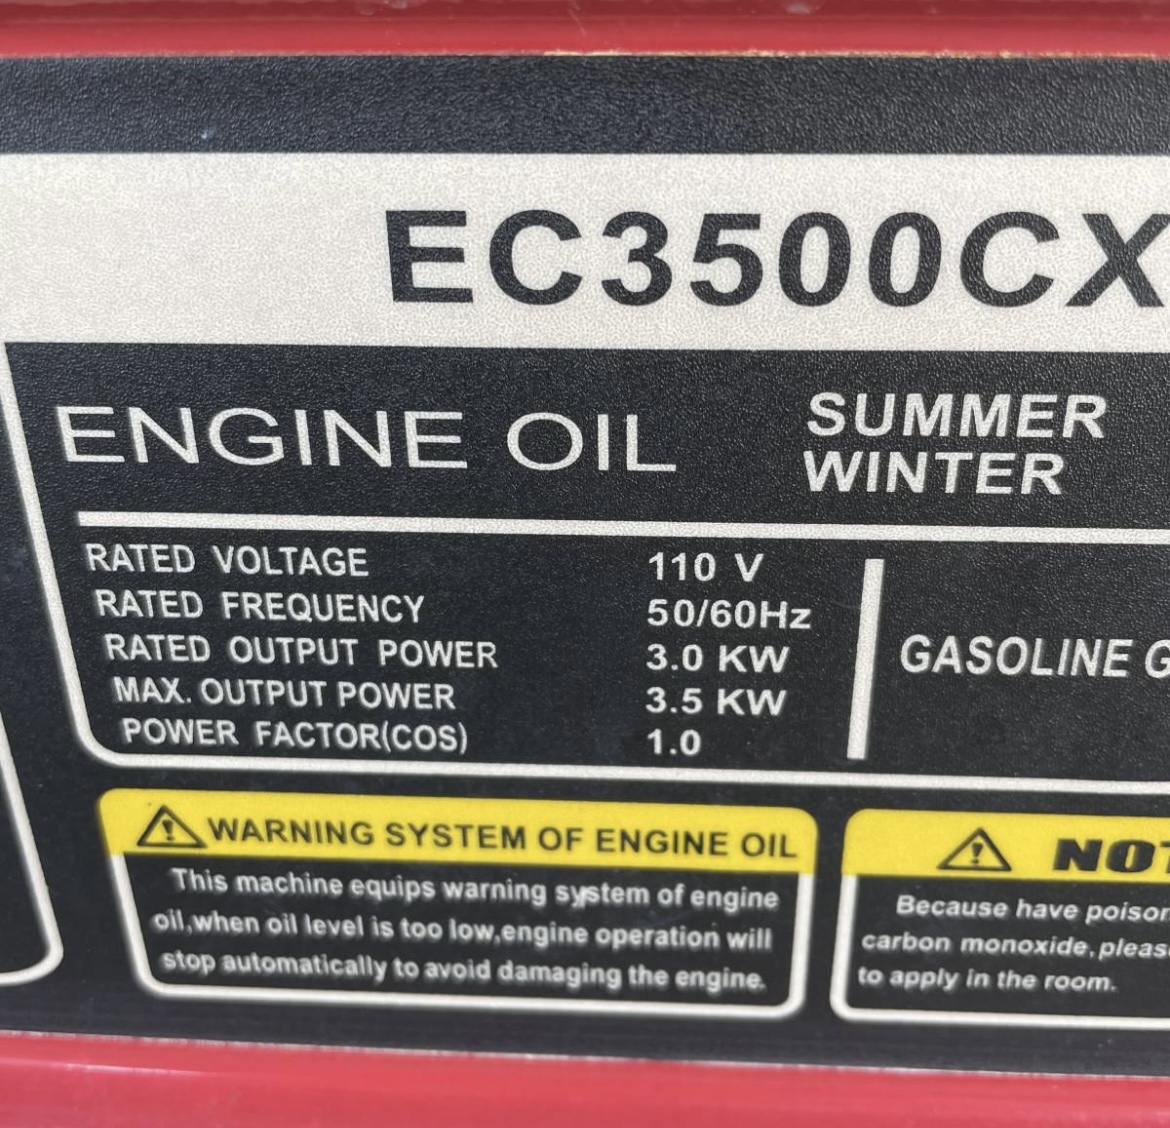 EC3500CX
ENGINE OIL
SUMMER
WINTER
RATED VOLTAGE 110 V
RATED FREQUENCY 50/60Hz
RATED OUTPUT POWER 3.0 KW
MAX. OUTPUT POWER 3.5 KW
POWER FACTOR(COS) 1.0
GASOLINE G
WARNING SYSTEM OF ENGINE OIL
This machine equips warning system of engine
oil,when oil level is too low,engine operation will
stop automatically to avoid damaging the engine.
NOT
Because have poison
carbon monoxide,pleas
to apply in the room.